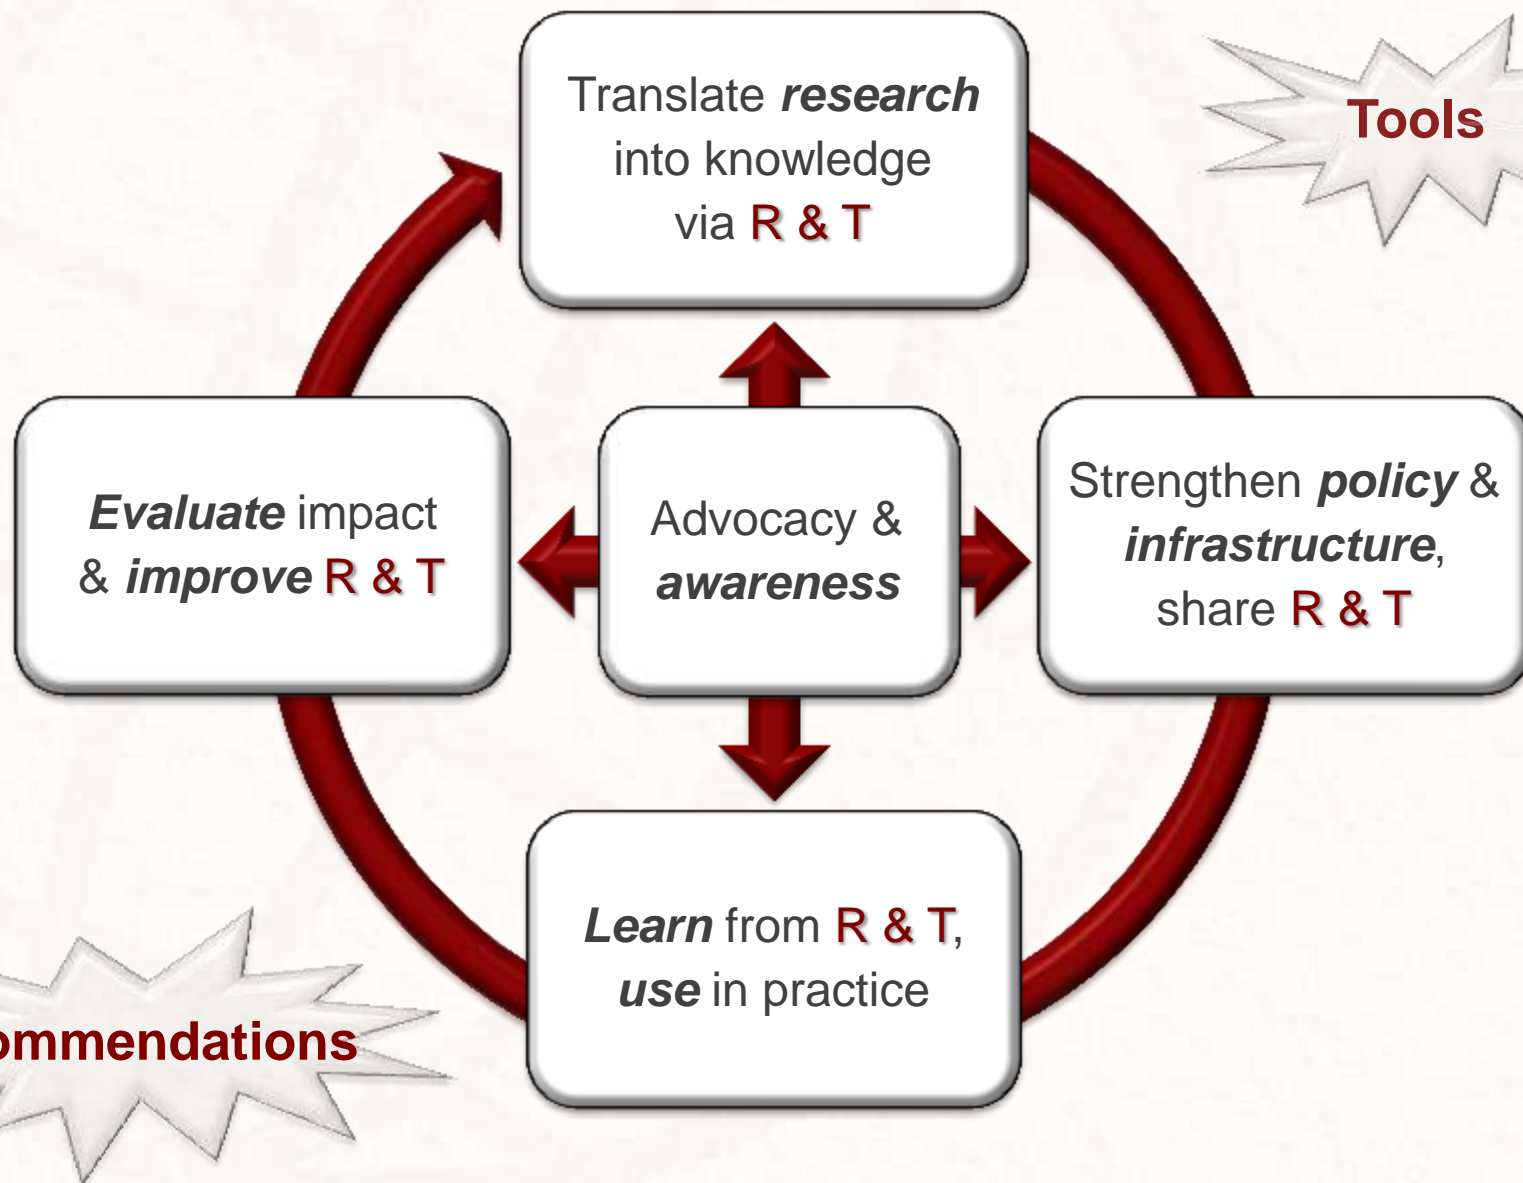 Translate research
into knowledge
via R & T
Tools
Evaluate impact
& improve R & T
Advocacy &
awareness
Strengthen policy &
infrastructure,
share R & T
Learn from R & T,
use in practice
ommendations